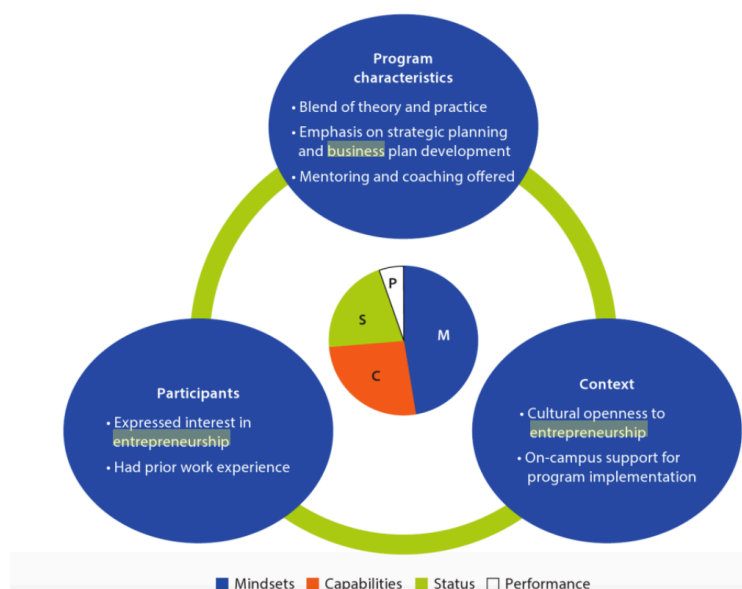 Program
characteristics
• Blend of theory and practice
• Emphasis on strategic planning
and business plan development
• Mentoring and coaching offered
P
S
M
C
Participants
• Expressed interest in
entrepreneurship
• Had prior work experience
Context
• Cultural openness to
entrepreneurship
• On-campus support for
program implementation
Mindsets Capabilities Status Performance